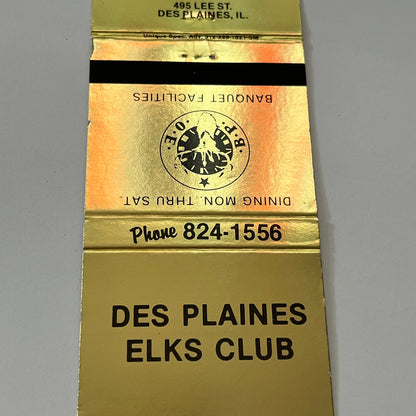 495 LEE ST.
DES PLAINES, IL.
BANQUET FACILITIES
B. P. O. E.
DINING MON. THRU SAT.
Phone 824-1556
DES PLAINES
ELKS CLUB